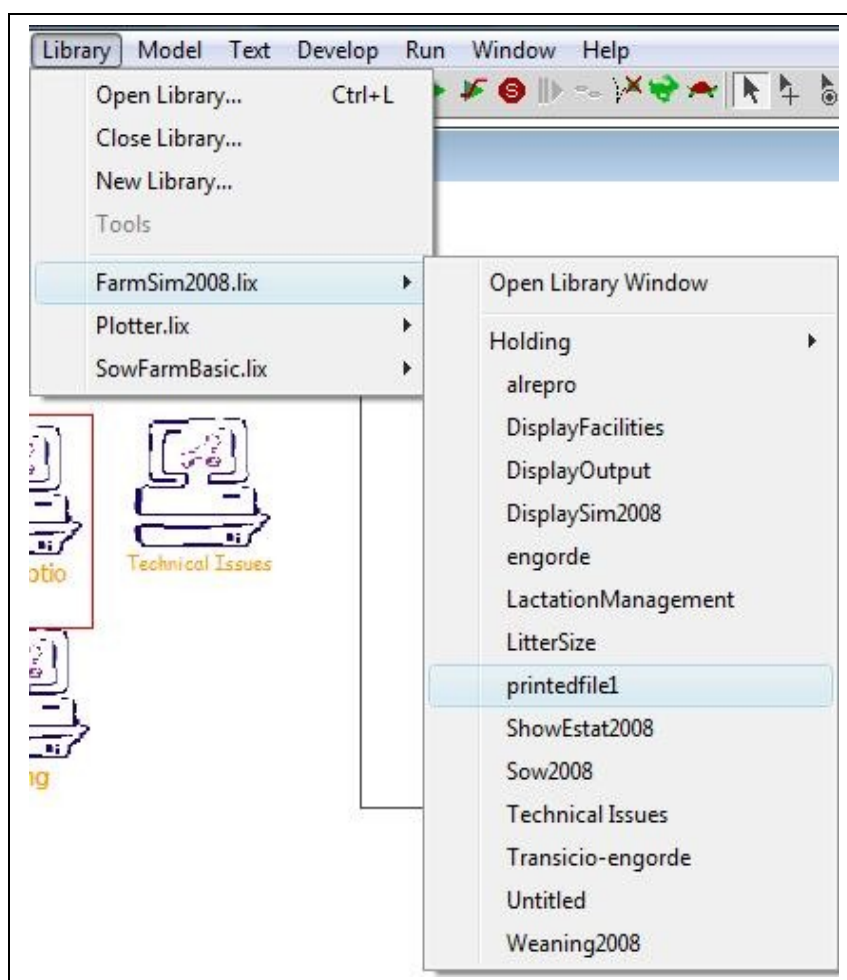 Library Model Text Develop Run Window Help
Open Library... Ctrl+L
Close Library...
New Library...
Tools
FarmSim2008.lix
Plotter.lix
SowFarmBasic.lix
Open Library Window
Holding
alrepro
DisplayFacilities
DisplayOutput
DisplaySim2008
engorde
LactationManagement
LitterSize
printedfile1
ShowEstat2008
Sow2008
Technical Issues
Transicio-engorde
Untitled
Weaning2008
ptio
Technical Issues
ng